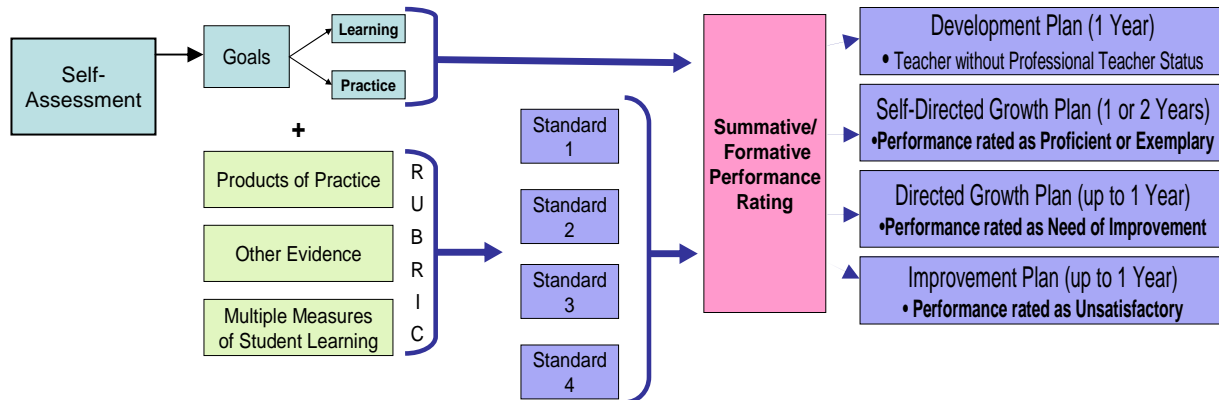 Self-
Assessment
Goals
Learning
Practice
+
Products of Practice
Other Evidence
Multiple Measures
of Student Learning
R
U
B
R
I
C
Standard
1
Standard
2
Standard
3
Standard
4
Summative/
Formative
Performance
Rating
Development Plan (1 Year)
• Teacher without Professional Teacher Status
Self-Directed Growth Plan (1 or 2 Years)
•Performance rated as Proficient or Exemplary
Directed Growth Plan (up to 1 Year)
•Performance rated as Need of Improvement
Improvement Plan (up to 1 Year)
• Performance rated as Unsatisfactory